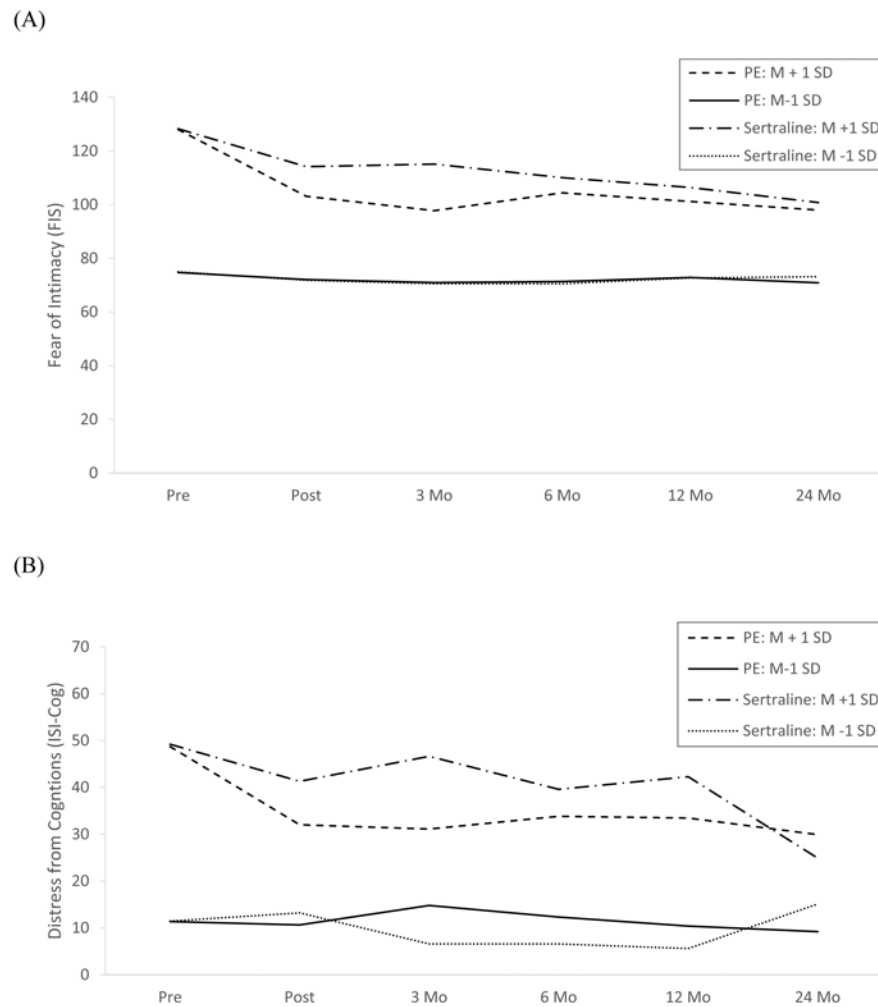 (A)
PE: M + 1 SD
PE: M-1 SD
Sertraline: M +1 SD
Sertraline: M -1 SD
140
120
100
80
60
40
20
0
Fear of Intimacy (FIS)
Pre Post 3 Mo 6 Mo 12 Mo 24 Mo
(B)
PE: M + 1 SD
PE: M-1 SD
Sertraline: M +1 SD
Sertraline: M -1 SD
70
60
50
40
30
20
10
0
Distress from Cogntions (ISI-Cog)
Pre Post 3 Mo 6 Mo 12 Mo 24 Mo